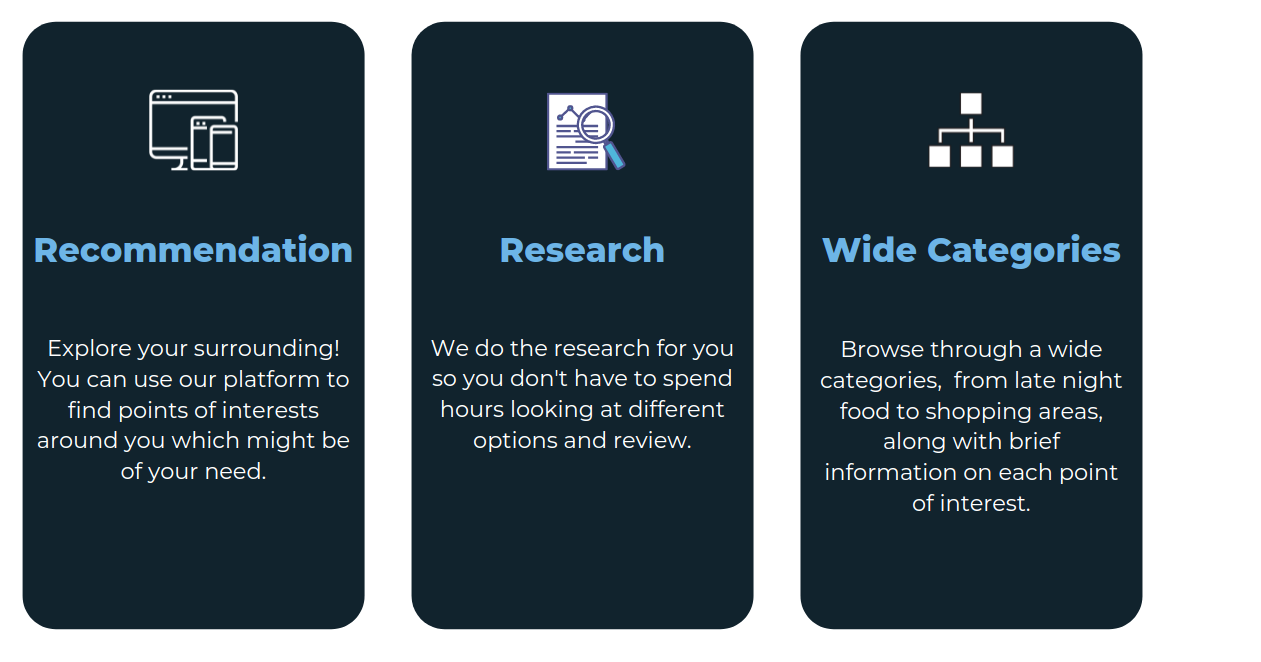 Recommendation
Explore your surrounding!
You can use our platform to
find points of interests
around you which might be
of your need.
Research
We do the research for you
so you don't have to spend
hours looking at different
options and review.
Wide Categories
Browse through a wide
categories,  from late night
food to shopping areas,
along with brief
information on each point
of interest.